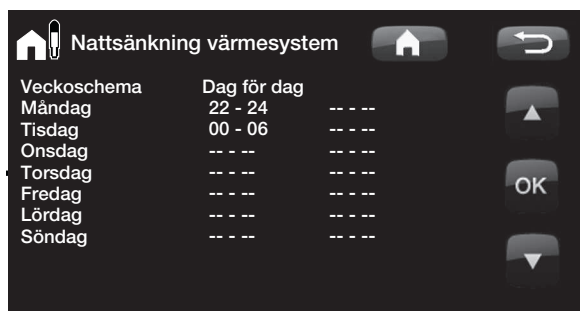 Nattsänkning värmesystem
Veckoschema Dag för dag
Måndag 22 - 24 -- - --
Tisdag 00 - 06 -- - --
Onsdag -- - -- -- - --
Torsdag -- - -- -- - --
Fredag -- - -- -- - --
Lördag -- - -- -- - --
Söndag -- - -- -- - --
OK